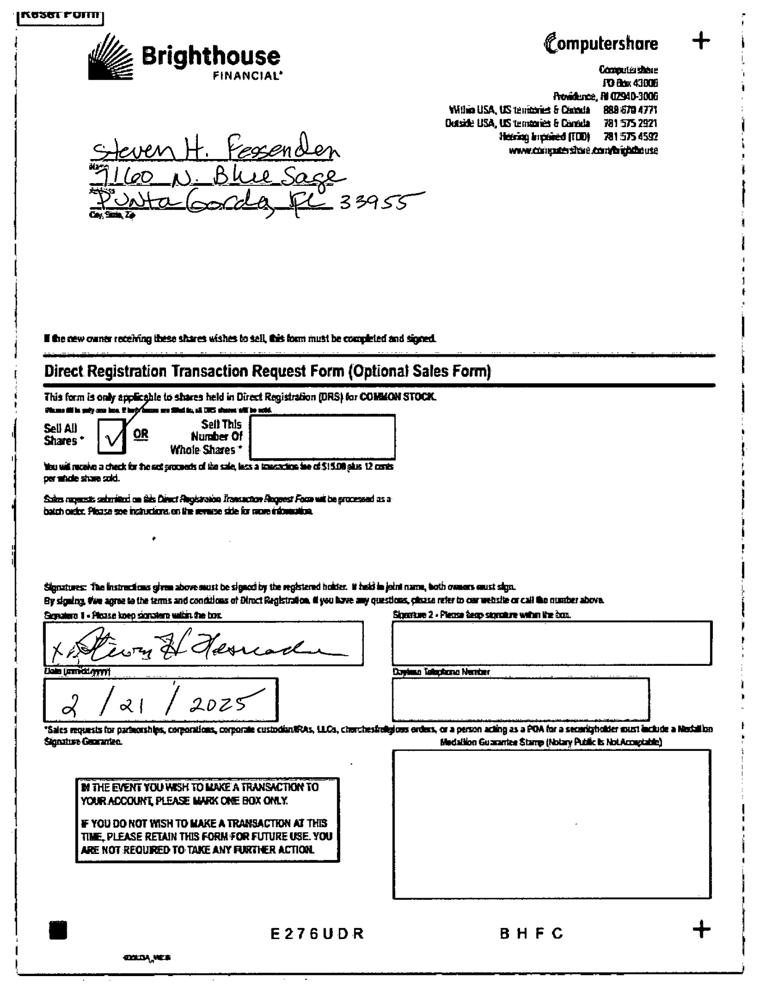 Reset Form
Brighthouse
FINANCIAL®
Computershare
+
Computershare
PO Box 43006
Providence, RI 02940-3006
Within USA, US territories & Canada 888 670 4771
Outside USA, US territories & Canada 781 575 2921
Hearing Impaired (TDD) 781 575 4592
www.computershare.com/brighthouse
Steven H. Fessenden
Name
7160 N. Blue Sage
Address
Punta Gorda, FL 33955
City, State, Zip
If the new owner receiving these shares wishes to sell, this form must be completed and signed.
Direct Registration Transaction Request Form (Optional Sales Form)
This form is only applicable to shares held in Direct Registration (DRS) for COMMON STOCK.
Please fill in only one box. If both boxes are filled in, all DRS shares will be sold.
Sell All
Shares *
OR
Sell This
Number Of
Whole Shares *
You will receive a check for the net proceeds of the sale, less a transaction fee of $15.00 plus 12 cents
per whole share sold.
Sales requests submitted on this Direct Registration Transaction Request Form will be processed as a
batch order. Please see instructions on the reverse side for more information.
Signatures: The instructions given above must be signed by the registered holder. If held in joint name, both owners must sign.
By signing, I/we agree to the terms and conditions of Direct Registration. If you have any questions, please refer to our website or call the number above.
Signature 1 - Please keep signature within the box.
Signature 2 - Please keep signature within the box.
x Steven H Fessenden
Date (mm/dd/yyyy)
Daytime Telephone Number
2 / 21 / 2025
*Sales requests for partnerships, corporations, corporate custodian/IRAs, LLCs, churches/religious orders, or a person acting as a POA for a securityholder must include a Medallion
Signature Guarantee.
Medallion Guarantee Stamp (Notary Public Is Not Acceptable)
IN THE EVENT YOU WISH TO MAKE A TRANSACTION TO
YOUR ACCOUNT, PLEASE MARK ONE BOX ONLY.
IF YOU DO NOT WISH TO MAKE A TRANSACTION AT THIS
TIME, PLEASE RETAIN THIS FORM FOR FUTURE USE. YOU
ARE NOT REQUIRED TO TAKE ANY FURTHER ACTION.
E276UDR
BHFC
+